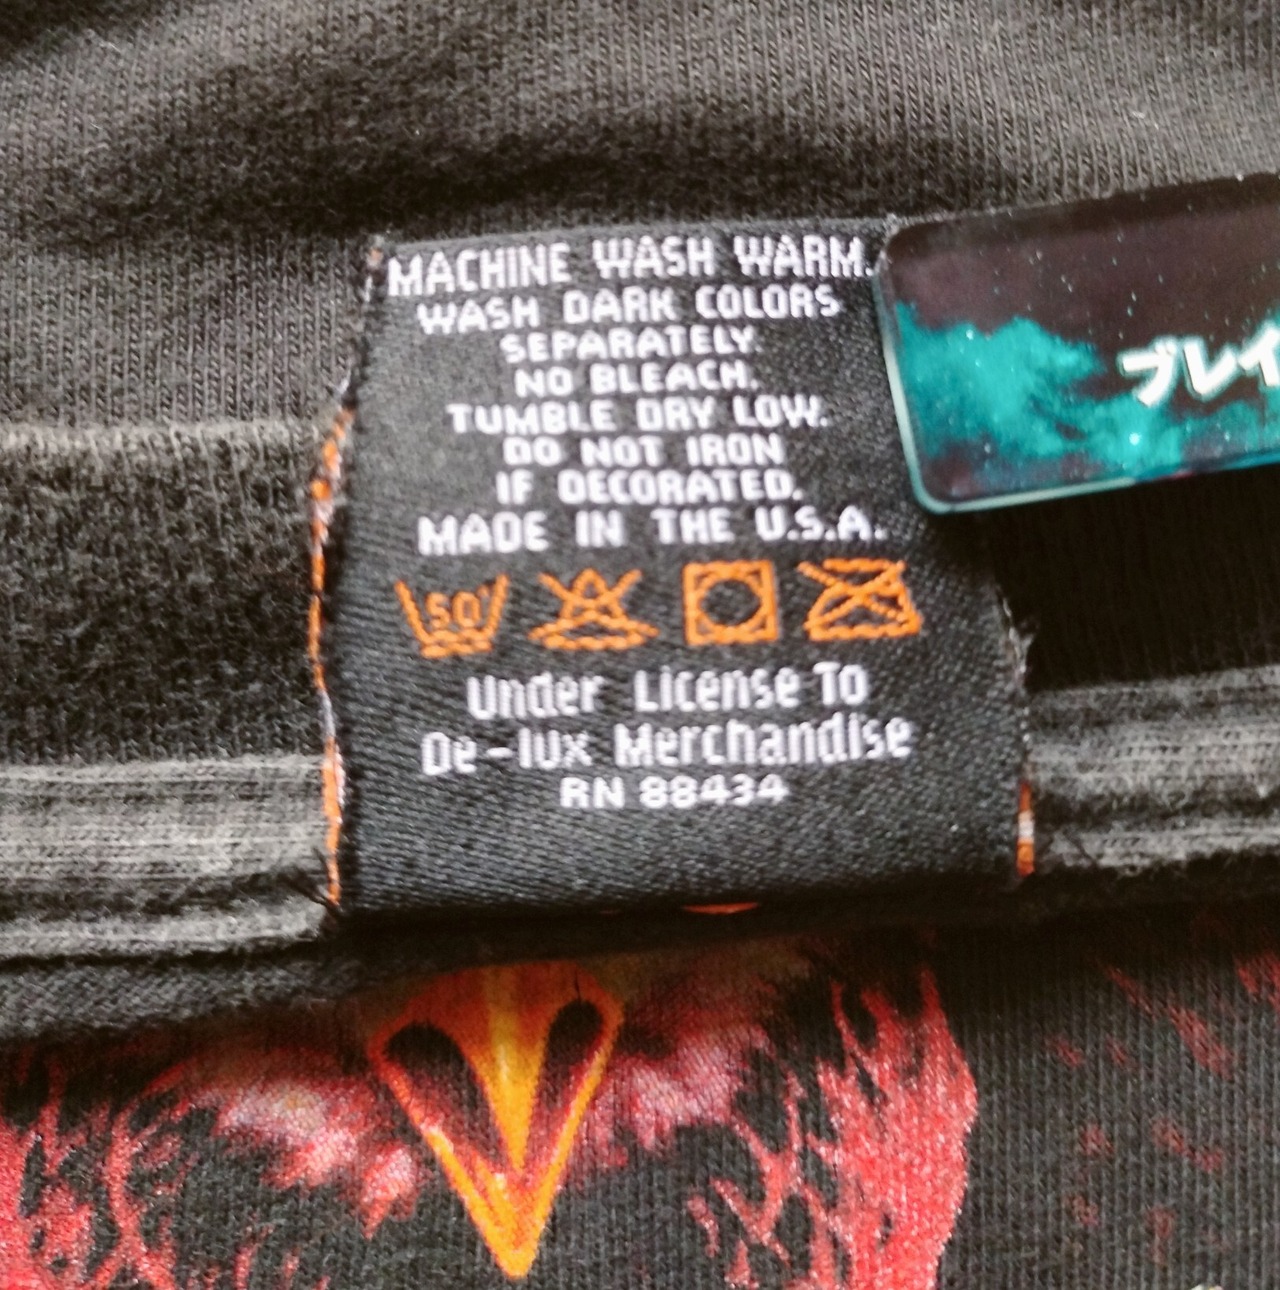 MACHINE WASH WARM.
WASH DARK COLORS
SEPARATELY.
NO BLEACH.
TUMBLE DRY LOW.
DO NOT IRON
IF DECORATED.
MADE IN THE U.S.A.
50°
Under License To
De-lux Merchandise
RN 88434
ブレイ